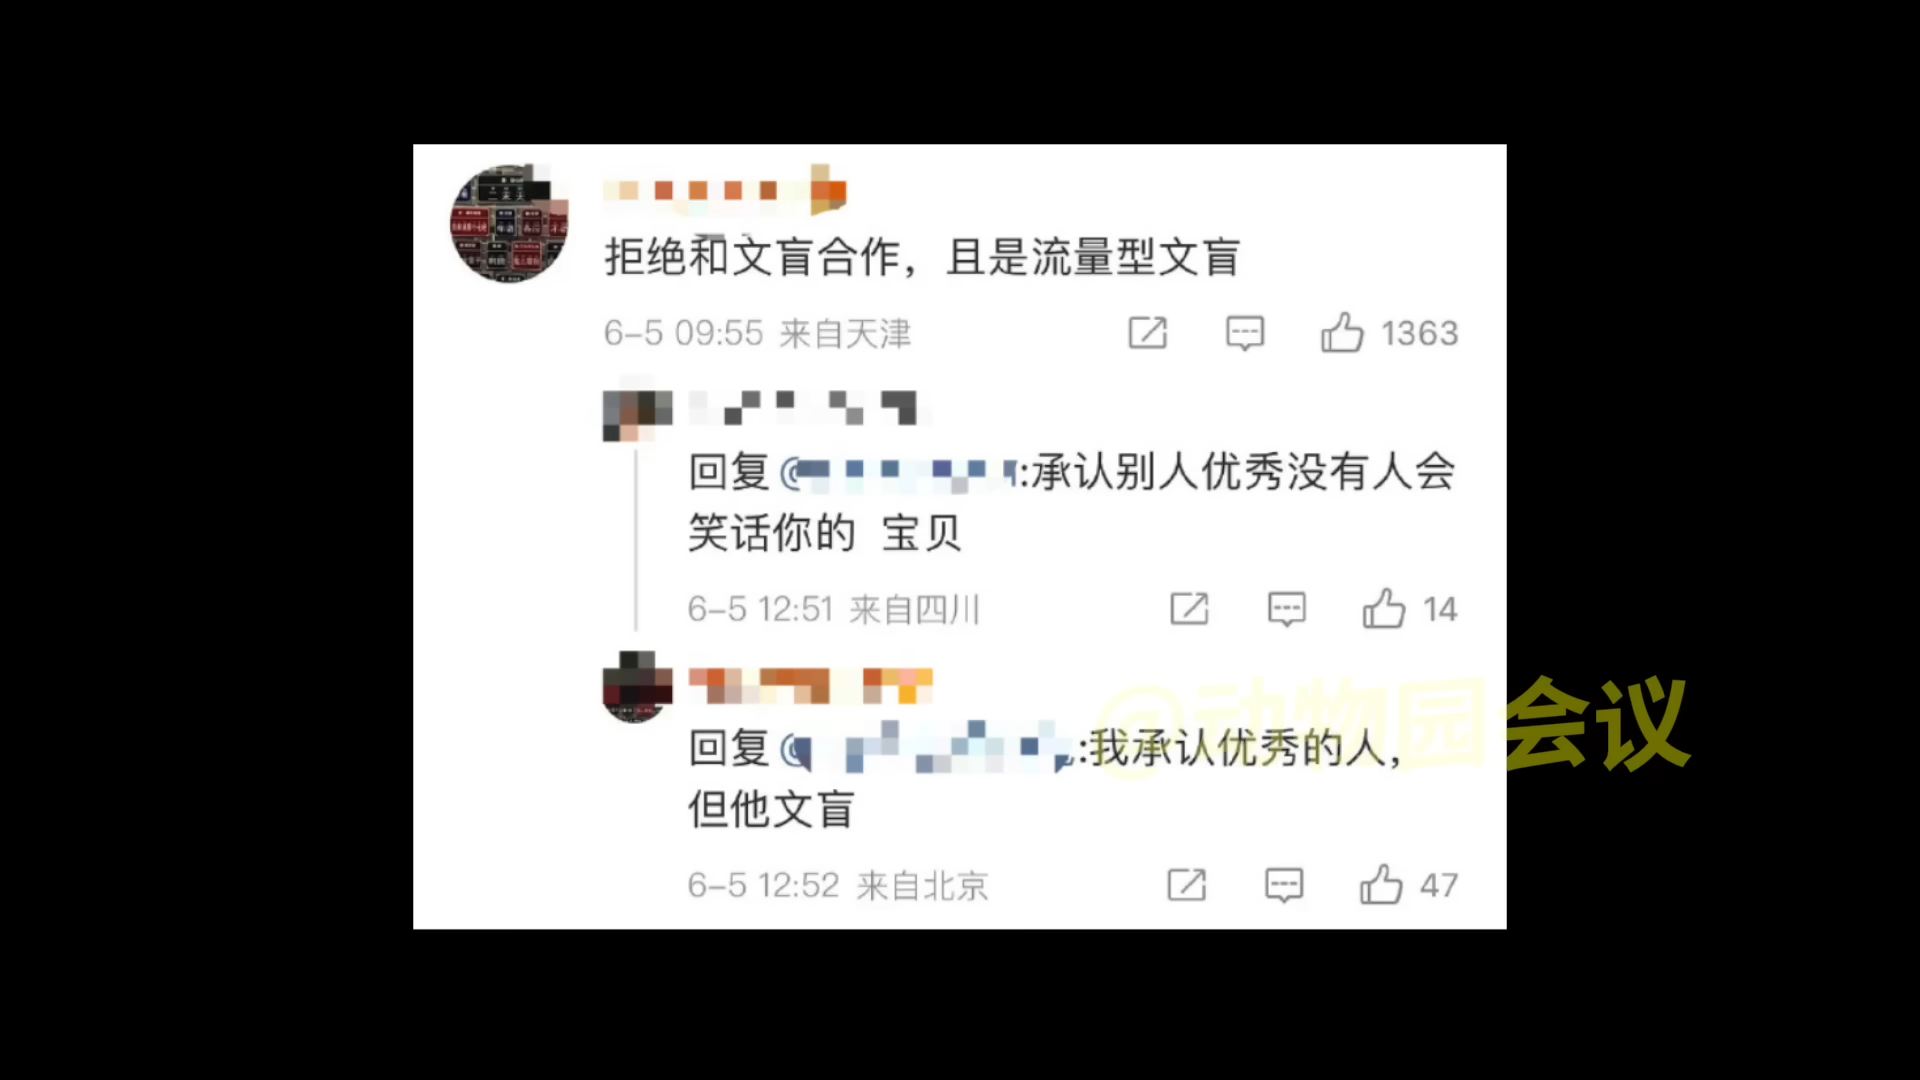 拒绝和文盲合作，且是流量型文盲
6-5 09:55 来自天津
1363
回复@:承认别人优秀没有人会
笑话你的 宝贝
6-5 12:51 来自四川
14
@动物园会议
回复@:我承认优秀的人，
但他文盲
6-5 12:52 来自北京
47